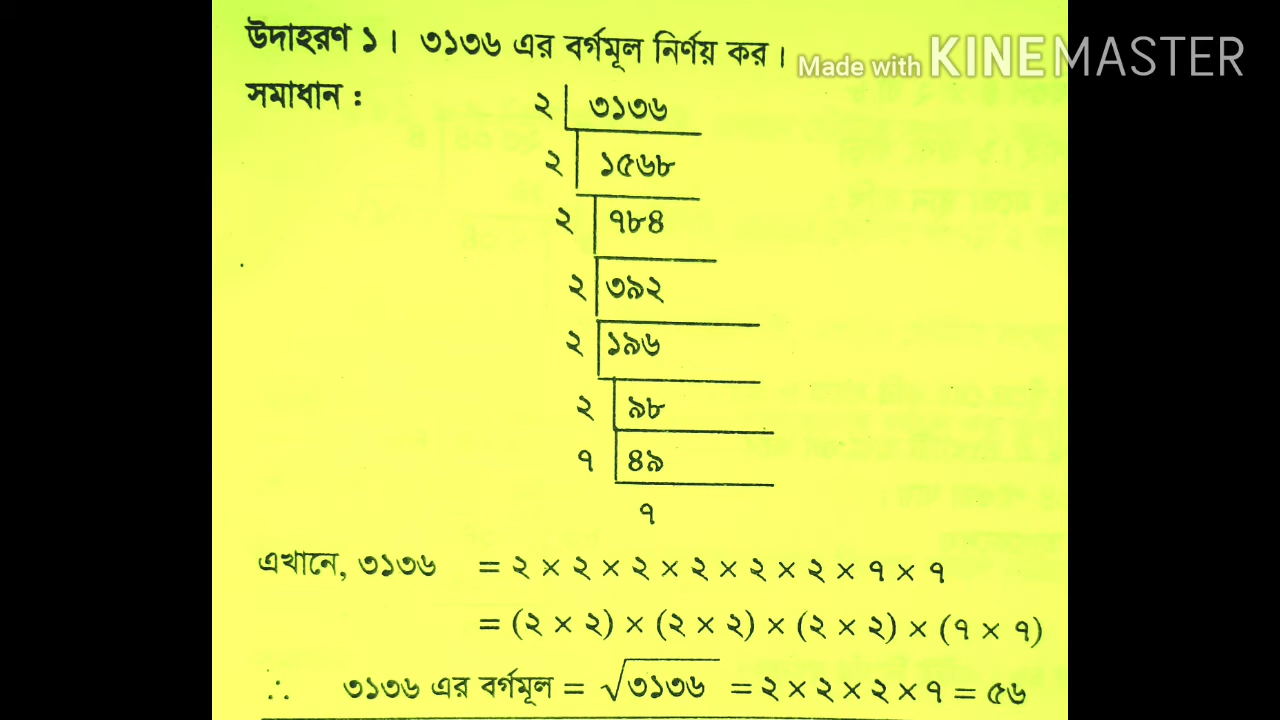 উদাহরণ ১। ৩১৩৬ এর বর্গমূল নির্ণয় কর।
Made with KINEMASTER
সমাধান :
২ ৩১৩৬
২ ১৫৬৮
২ ৭৮৪
২ ৩৯২
২ ১৯৬
২ ৯৮
৭ ৪৯
৭
এখানে, ৩১৩৬ = ২ × ২ × ২ × ২ × ২ × ২ × ৭ × ৭
= (২ × ২) × (২ × ২) × (২ × ২) × (৭ × ৭)
∴ ৩১৩৬ এর বর্গমূল = √৩১৩৬ = ২ × ২ × ২ × ৭ = ৫৬